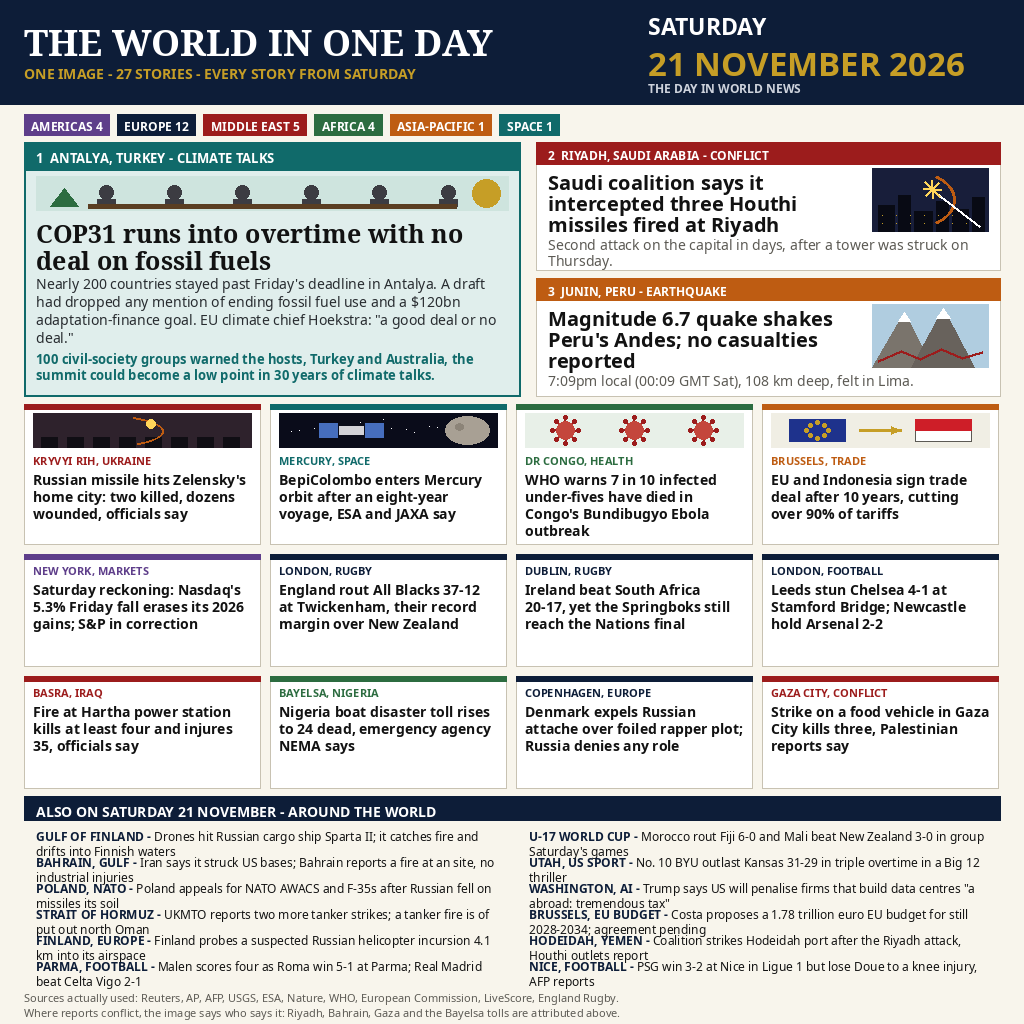 THE WORLD IN ONE DAY
ONE IMAGE - 27 STORIES - EVERY STORY FROM SATURDAY
SATURDAY
21 NOVEMBER 2026
THE DAY IN WORLD NEWS
AMERICAS 4
EUROPE 12
MIDDLE EAST 5
AFRICA 4
ASIA-PACIFIC 1
SPACE 1
1 ANTALYA, TURKEY - CLIMATE TALKS
COP31 runs into overtime with no
deal on fossil fuels
Nearly 200 countries stayed past Friday's deadline in Antalya. A draft
had dropped any mention of ending fossil fuel use and a $120bn
adaptation-finance goal. EU climate chief Hoekstra: "a good deal or no
deal."
100 civil-society groups warned the hosts, Turkey and Australia, the
summit could become a low point in 30 years of climate talks.
2 RIYADH, SAUDI ARABIA - CONFLICT
Saudi coalition says it
intercepted three Houthi
missiles fired at Riyadh
Second attack on the capital in days, after a tower was struck on
Thursday.
3 JUNIN, PERU - EARTHQUAKE
Magnitude 6.7 quake shakes
Peru's Andes; no casualties
reported
7:09pm local (00:09 GMT Sat), 108 km deep, felt in Lima.
KRYVYI RIH, UKRAINE
Russian missile hits Zelensky's
home city: two killed, dozens
wounded, officials say
MERCURY, SPACE
BepiColombo enters Mercury
orbit after an eight-year
voyage, ESA and JAXA say
DR CONGO, HEALTH
WHO warns 7 in 10 infected
under-fives have died in
Congo's Bundibugyo Ebola
outbreak
BRUSSELS, TRADE
EU and Indonesia sign trade
deal after 10 years, cutting
over 90% of tariffs
NEW YORK, MARKETS
Saturday reckoning: Nasdaq's
5.3% Friday fall erases its 2026
gains; S&P in correction
LONDON, RUGBY
England rout All Blacks 37-12
at Twickenham, their record
margin over New Zealand
DUBLIN, RUGBY
Ireland beat South Africa
20-17, yet the Springboks still
reach the Nations final
LONDON, FOOTBALL
Leeds stun Chelsea 4-1 at
Stamford Bridge; Newcastle
hold Arsenal 2-2
BASRA, IRAQ
Fire at Hartha power station
kills at least four and injures
35, officials say
BAYELSA, NIGERIA
Nigeria boat disaster toll rises
to 24 dead, emergency agency
NEMA says
COPENHAGEN, EUROPE
Denmark expels Russian
attache over foiled rapper plot;
Russia denies any role
GAZA CITY, CONFLICT
Strike on a food vehicle in Gaza
City kills three, Palestinian
reports say
ALSO ON SATURDAY 21 NOVEMBER - AROUND THE WORLD
GULF OF FINLAND - Drones hit Russian cargo ship Sparta II; it catches fire and
drifts into Finnish waters
BAHRAIN, GULF - Iran says it struck US bases; Bahrain reports a fire at an site, no
industrial injuries
POLAND, NATO - Poland appeals for NATO AWACS and F-35s after Russian fell on
missiles its soil
STRAIT OF HORMUZ - UKMTO reports two more tanker strikes; a tanker fire is of
put out north Oman
FINLAND, EUROPE - Finland probes a suspected Russian helicopter incursion 4.1
km into its airspace
PARMA, FOOTBALL - Malen scores four as Roma win 5-1 at Parma; Real Madrid
beat Celta Vigo 2-1
U-17 WORLD CUP - Morocco rout Fiji 6-0 and Mali beat New Zealand 3-0 in group
Saturday's games
UTAH, US SPORT - No. 10 BYU outlast Kansas 31-29 in triple overtime in a Big 12
thriller
WASHINGTON, AI - Trump says US will penalise firms that build data centres "a
abroad: tremendous tax"
BRUSSELS, EU BUDGET - Costa proposes a 1.78 trillion euro EU budget for still
2028-2034; agreement pending
HODEIDAH, YEMEN - Coalition strikes Hodeidah port after the Riyadh attack,
Houthi outlets report
NICE, FOOTBALL - PSG win 3-2 at Nice in Ligue 1 but lose Doue to a knee injury,
AFP reports
Sources actually used: Reuters, AP, AFP, USGS, ESA, Nature, WHO, European Commission, LiveScore, England Rugby.
Where reports conflict, the image says who says it: Riyadh, Bahrain, Gaza and the Bayelsa tolls are attributed above.